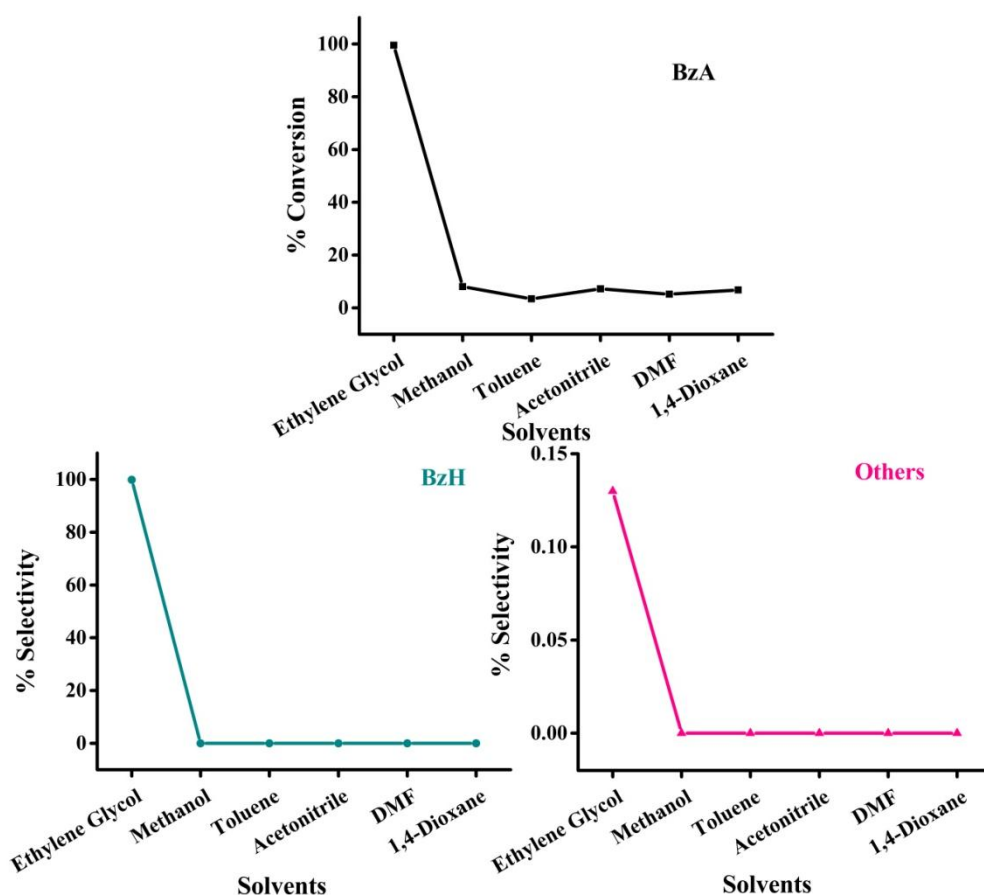 100
80
60
40
20
0
% Conversion
BzA
Ethylene Glycol
Methanol
Toluene
Acetonitrile
DMF
1,4-Dioxane
Solvents
100
80
60
40
20
0
% Selectivity
BzH
Ethylene Glycol
Methanol
Toluene
Acetonitrile
DMF
1,4-Dioxane
Solvents
0.15
0.10
0.05
0.00
% Selectivity
Others
Ethylene Glycol
Methanol
Toluene
Acetonitrile
DMF
1,4-Dioxane
Solvents